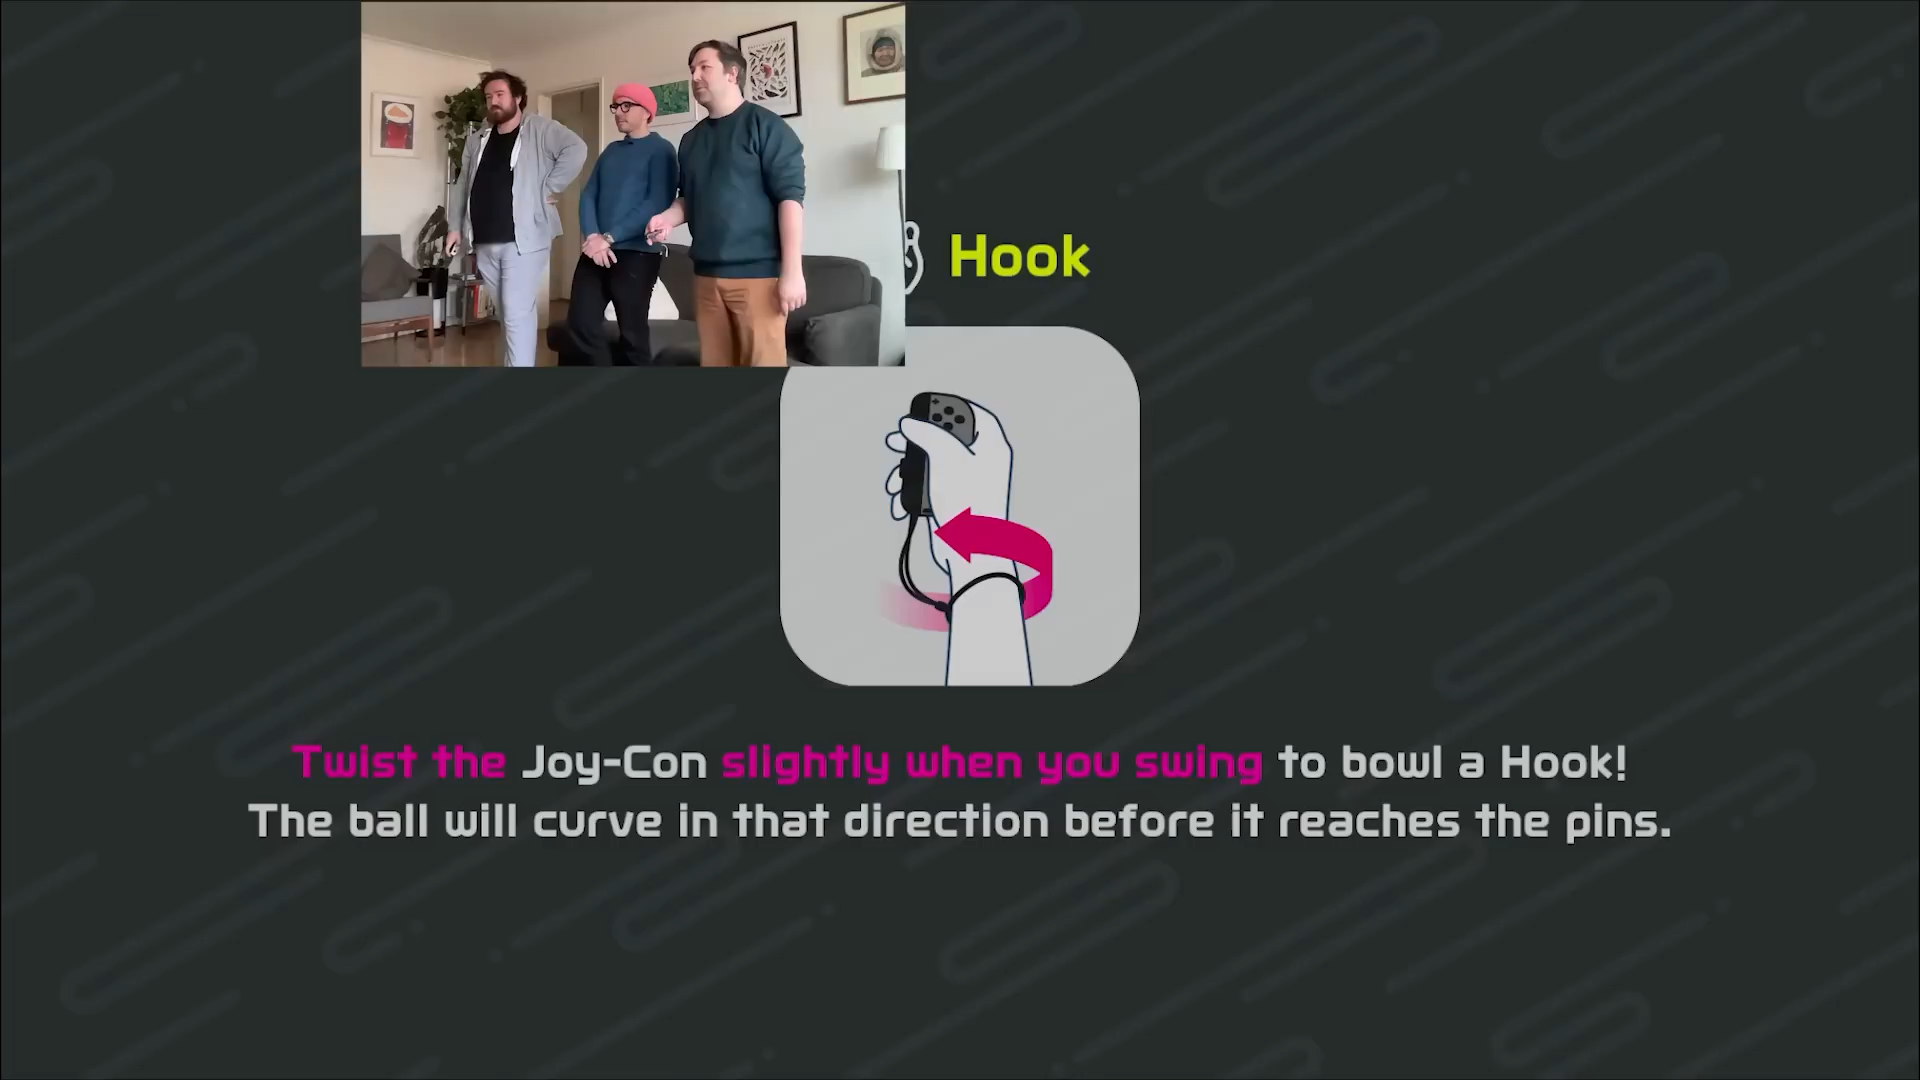 Hook
Twist the Joy-Con slightly when you swing to bowl a Hook!
The ball will curve in that direction before it reaches the pins.